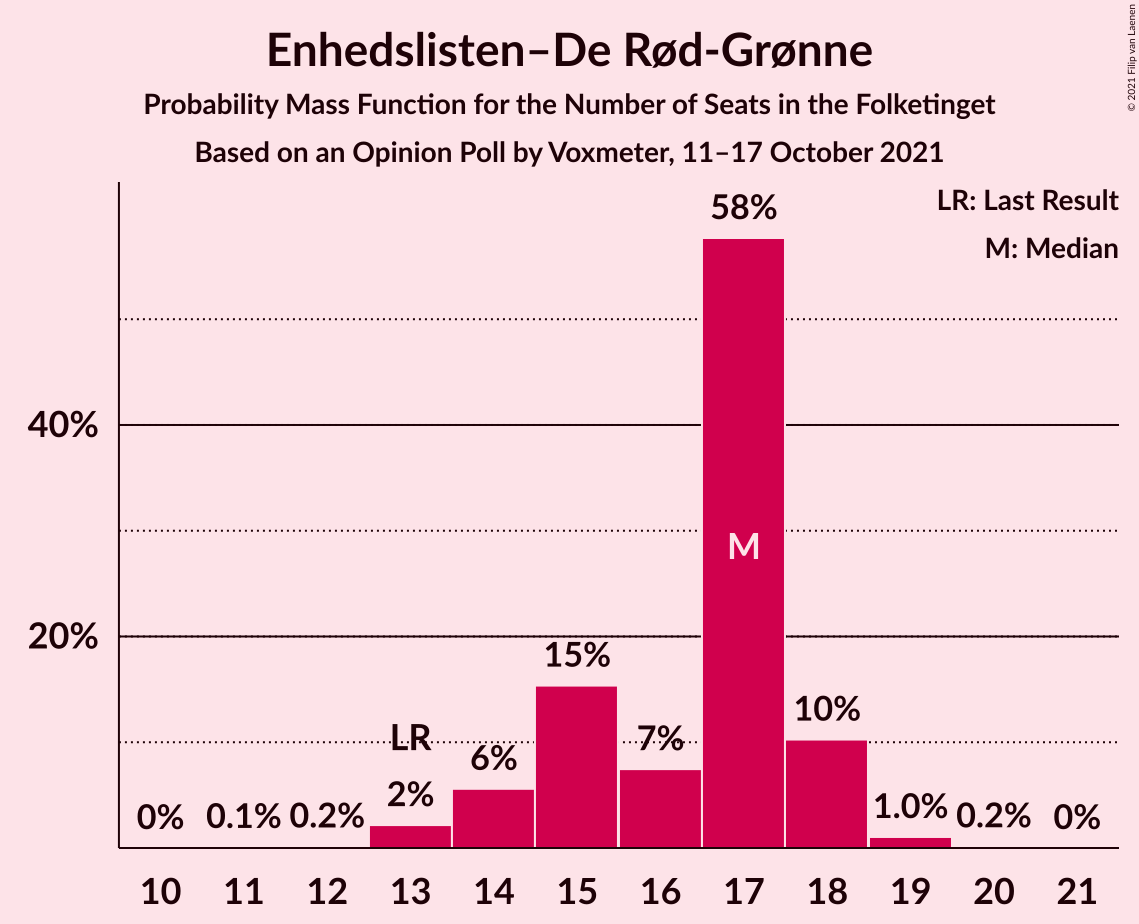 Enhedslisten–De Rød-Grønne
Probability Mass Function for the Number of Seats in the Folketinget
Based on an Opinion Poll by Voxmeter, 11–17 October 2021
© 2021 Filip van Laenen
LR: Last Result
M: Median
58%
40%
M
20%
15%
LR
10%
7%
6%
2%
0% 0.1% 0.2% 1.0% 0.2% 0%
10 11 12 13 14 15 16 17 18 19 20 21